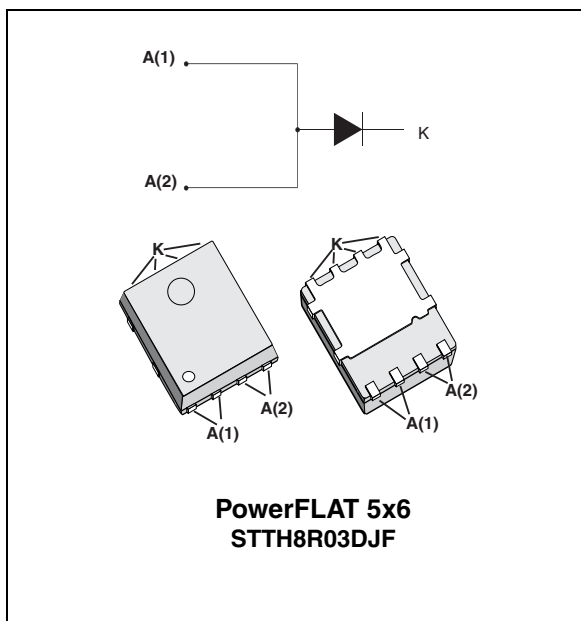 A(1)
K
A(2)
K
K
A(2)
A(2)
A(1)
A(1)
PowerFLAT 5x6
STTH8R03DJF